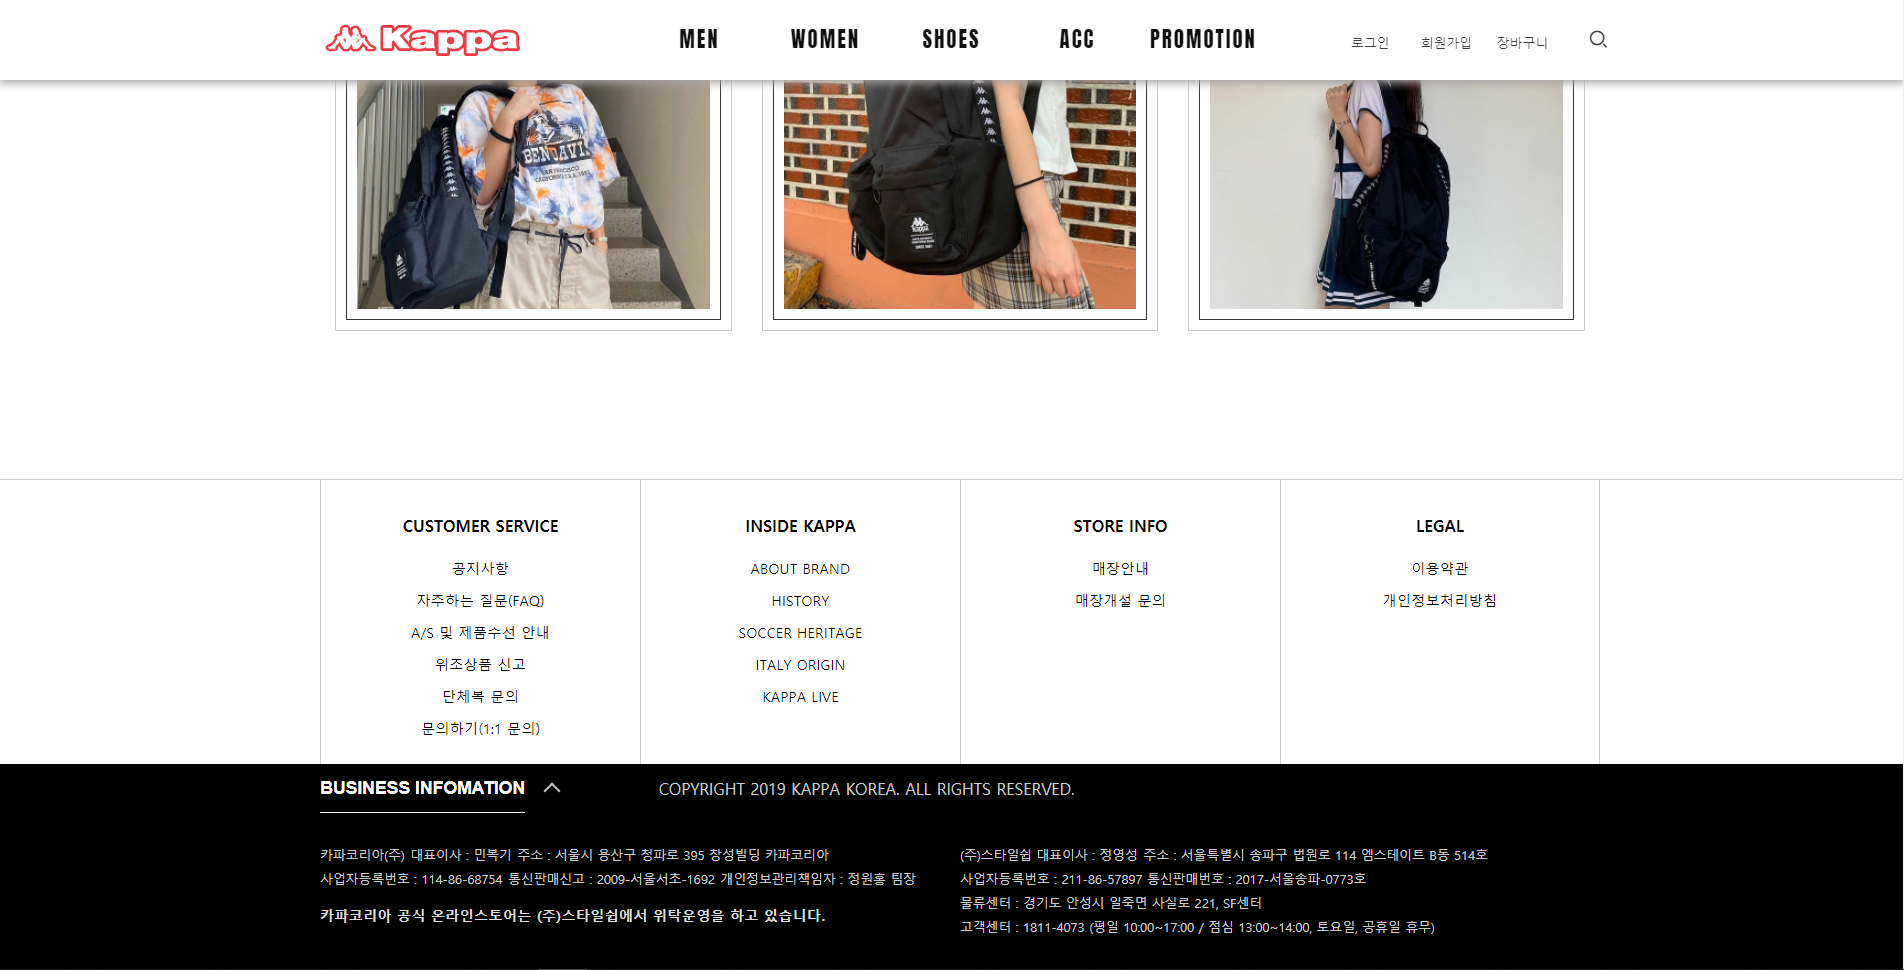 Kappa
MEN
WOMEN
SHOES
ACC
PROMOTION
로그인
회원가입
장바구니
BEN DAVIS
SAN FRANCISCO
Kappa
CUSTOMER SERVICE
공지사항
자주하는 질문(FAQ)
A/S 및 제품수선 안내
위조상품 신고
단체복 문의
문의하기(1:1 문의)
INSIDE KAPPA
ABOUT BRAND
HISTORY
SOCCER HERITAGE
ITALY ORIGIN
KAPPA LIVE
STORE INFO
매장안내
매장개설 문의
LEGAL
이용약관
개인정보처리방침
BUSINESS INFOMATION
COPYRIGHT 2019 KAPPA KOREA. ALL RIGHTS RESERVED.
카파코리아(주) 대표이사 : 민복기 주소 : 서울시 용산구 청파로 395 창성빌딩 카파코리아
사업자등록번호 : 114-86-68754 통신판매신고 : 2009-서울서초-1692 개인정보관리책임자 : 정원홍 팀장
카파코리아 공식 온라인스토어는 (주)스타일쉽에서 위탁운영을 하고 있습니다.
(주)스타일쉽 대표이사 : 정영성 주소 : 서울특별시 송파구 법원로 114 엠스테이트 B동 514호
사업자등록번호 : 211-86-57897 통신판매번호 : 2017-서울송파-0773호
물류센터 : 경기도 안성시 일죽면 사실로 221, SF센터
고객센터 : 1811-4073 (평일 10:00~17:00 / 점심 13:00~14:00, 토요일, 공휴일 휴무)